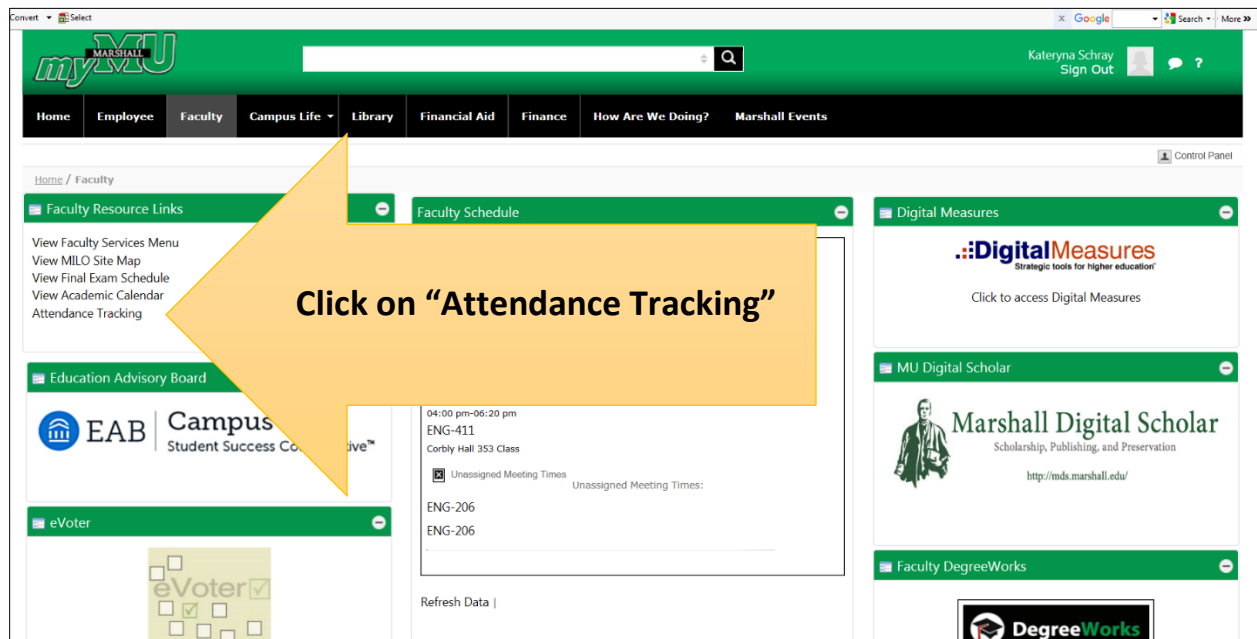 Convert Select
x Google Search More »
myMU MARSHALL
Kateryna Schray
Sign Out
?
Home Employee Faculty Campus Life Library Financial Aid Finance How Are We Doing? Marshall Events
Control Panel
Home / Faculty
Faculty Resource Links
View Faculty Services Menu
View MILO Site Map
View Final Exam Schedule
View Academic Calendar
Attendance Tracking
Click on “Attendance Tracking”
Education Advisory Board
EAB Campus
Student Success
eVoter
eVoter
Faculty Schedule
04:00 pm-06:20 pm
ENG-411
Corbly Hall 353 Class
Unassigned Meeting Times
Unassigned Meeting Times:
ENG-206
ENG-206
Refresh Data |
Digital Measures
.::DigitalMeasures
Strategic tools for higher education
Click to access Digital Measures
MU Digital Scholar
Marshall Digital Scholar
Scholarship, Publishing, and Preservation
http://mds.marshall.edu/
Faculty DegreeWorks
DegreeWorks